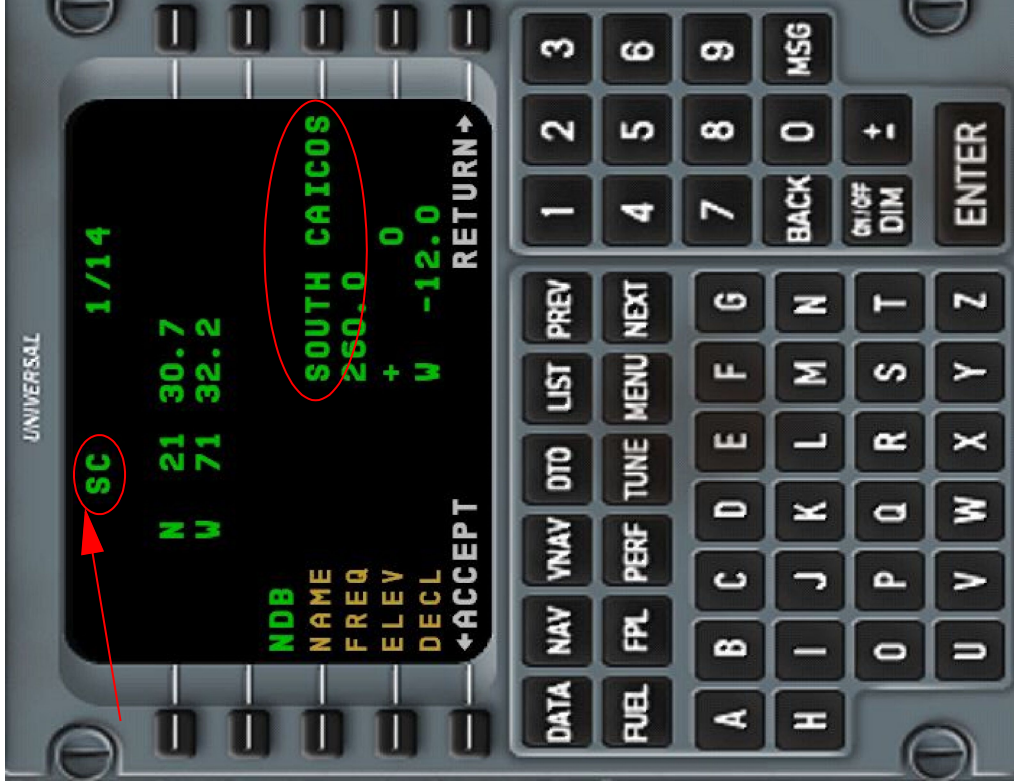 UNIVERSAL
SC 1/14
N 21 30.7
W 71 32.2
NDB
NAME SOUTH CAICOS
FREQ 260.0
ELEV + 0
DECL W -12.0
←ACCEPT RETURN→
DATA NAV VNAV DTO LIST PREV 1 2 3
FUEL FPL PERF TUNE MENU NEXT 4 5 6
A B C D E F G 7 8 9
H I J K L M N BACK 0 MSG
O P Q R S T ON/OFF DIM ±
U V W X Y Z ENTER